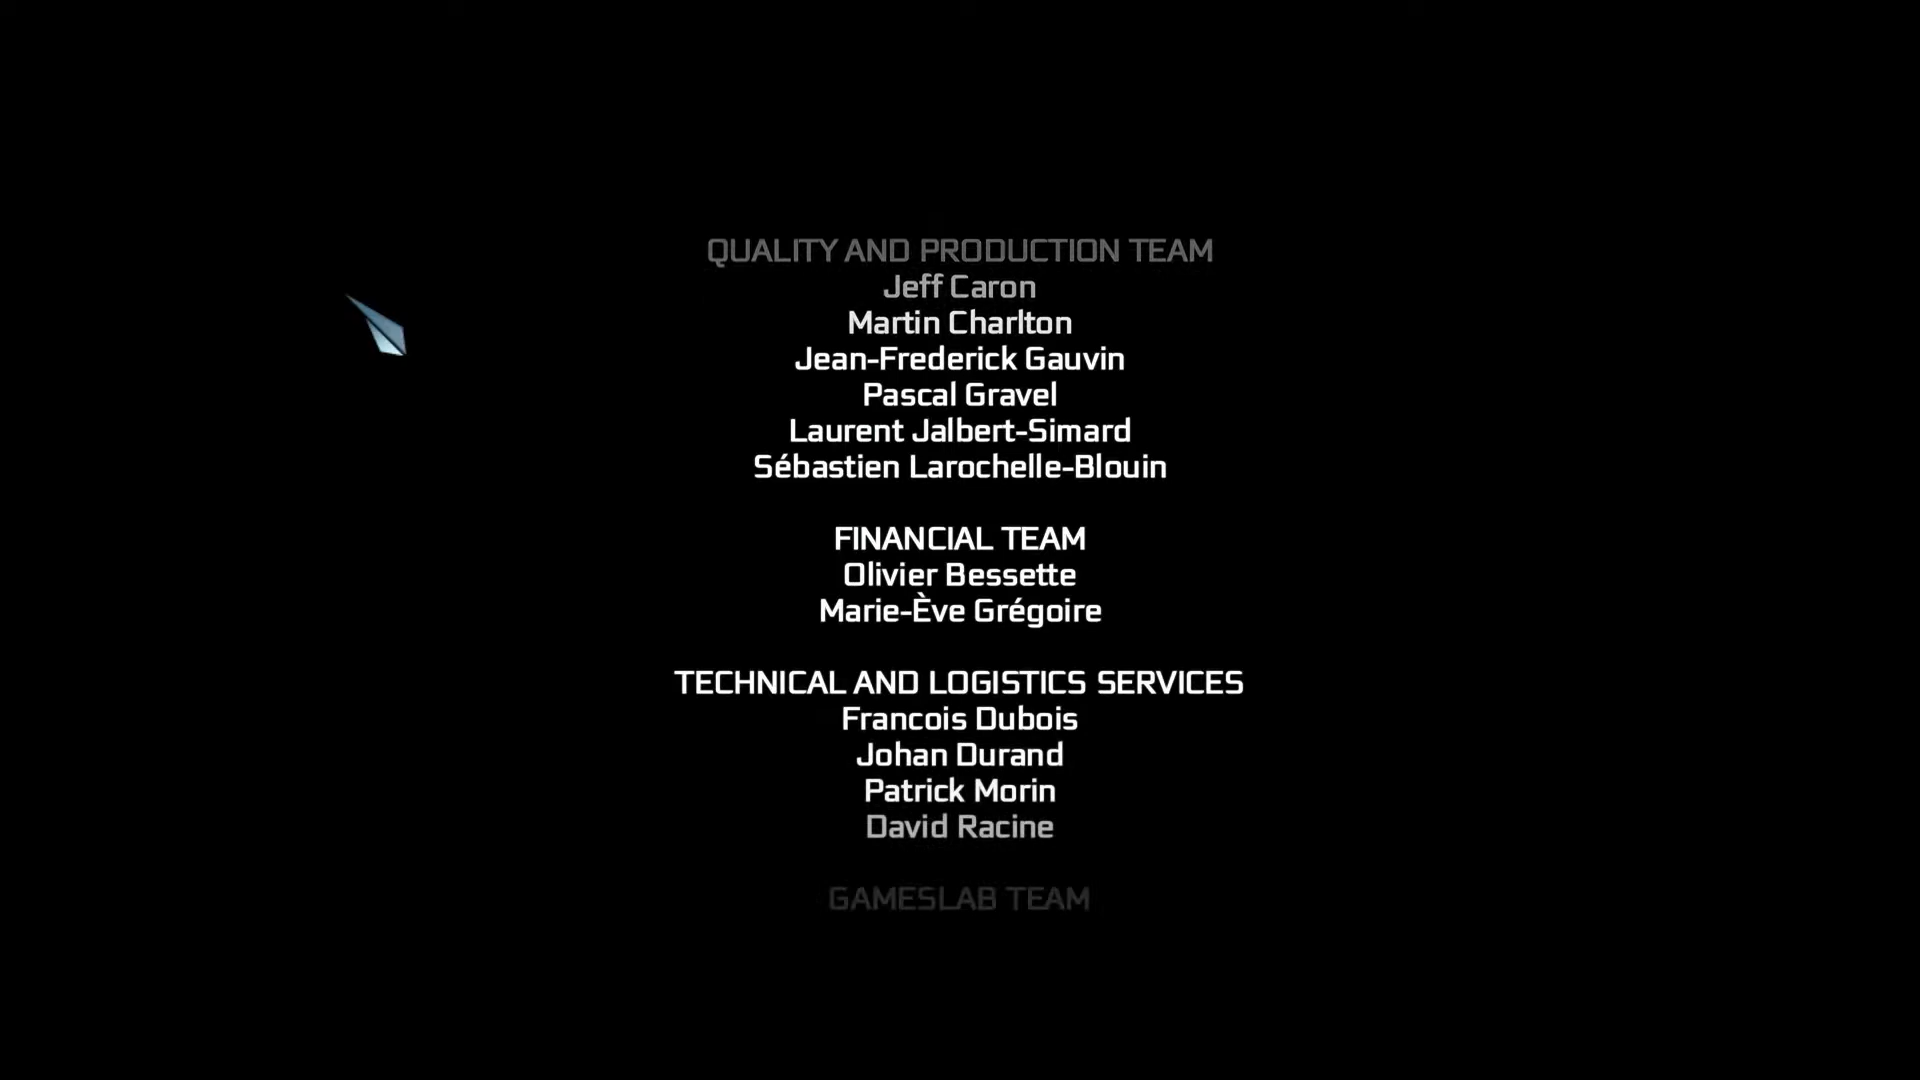 QUALITY AND PRODUCTION TEAM
Jeff Caron
Martin Charlton
Jean-Frederick Gauvin
Pascal Gravel
Laurent Jalbert-Simard
Sébastien Larochelle-Blouin
FINANCIAL TEAM
Olivier Bessette
Marie-Ève Grégoire
TECHNICAL AND LOGISTICS SERVICES
Francois Dubois
Johan Durand
Patrick Morin
David Racine
GAMESLAB TEAM